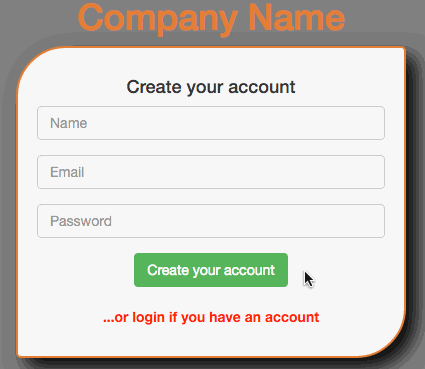 Company Name
Create your account
Name
Email
Password
Create your account
...or login if you have an account